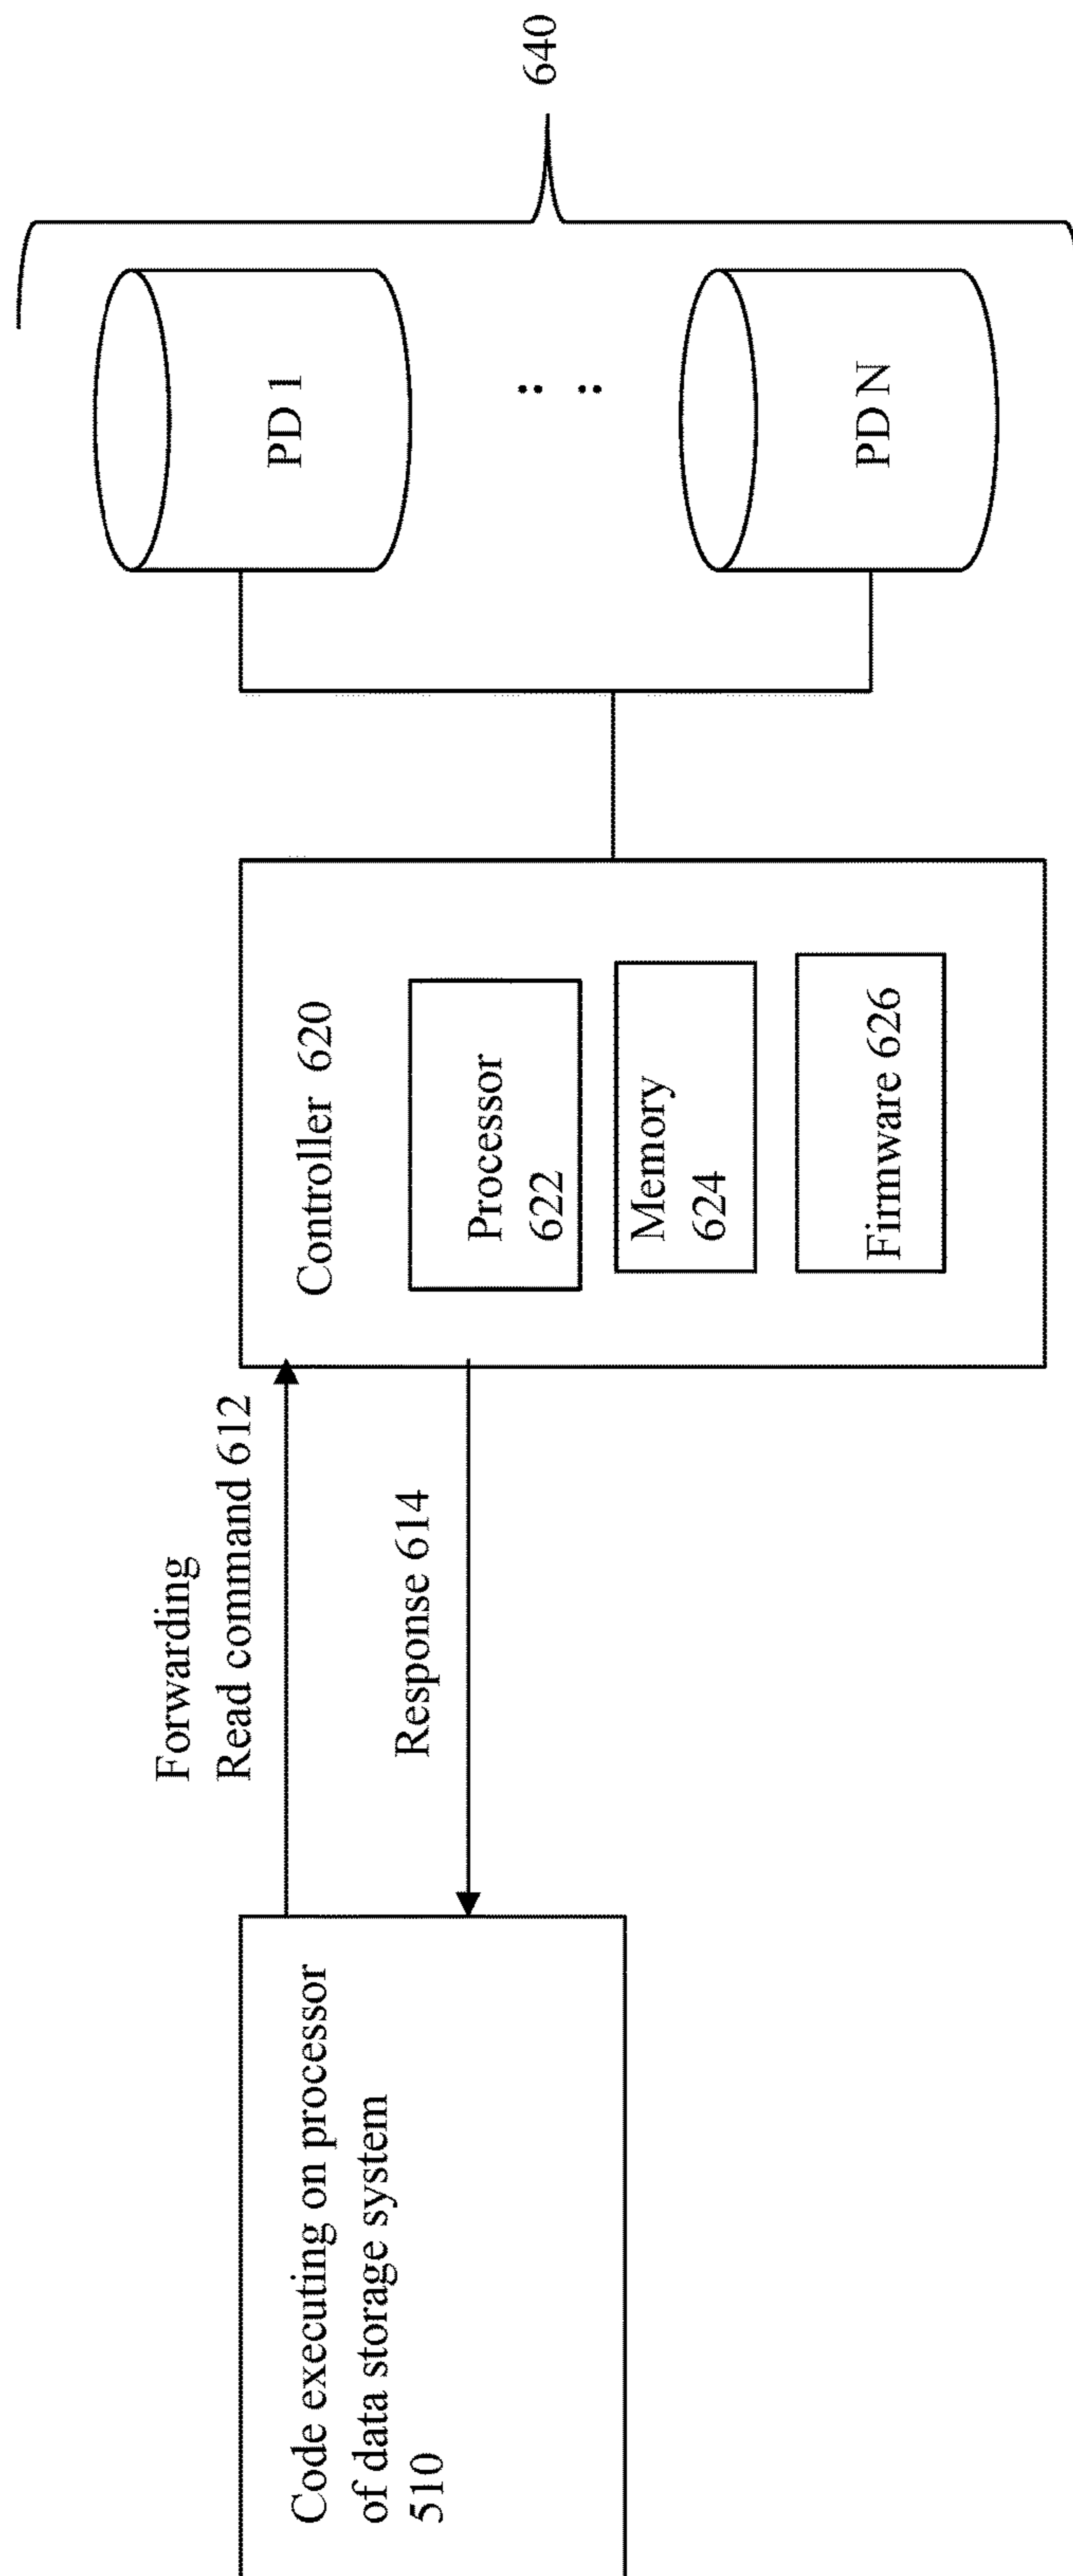 Code executing on processor
of data storage system
510
Forwarding
Read command 612
Response 614
Controller 620
Processor
622
Memory
624
Firmware 626
PD 1
PD N
640